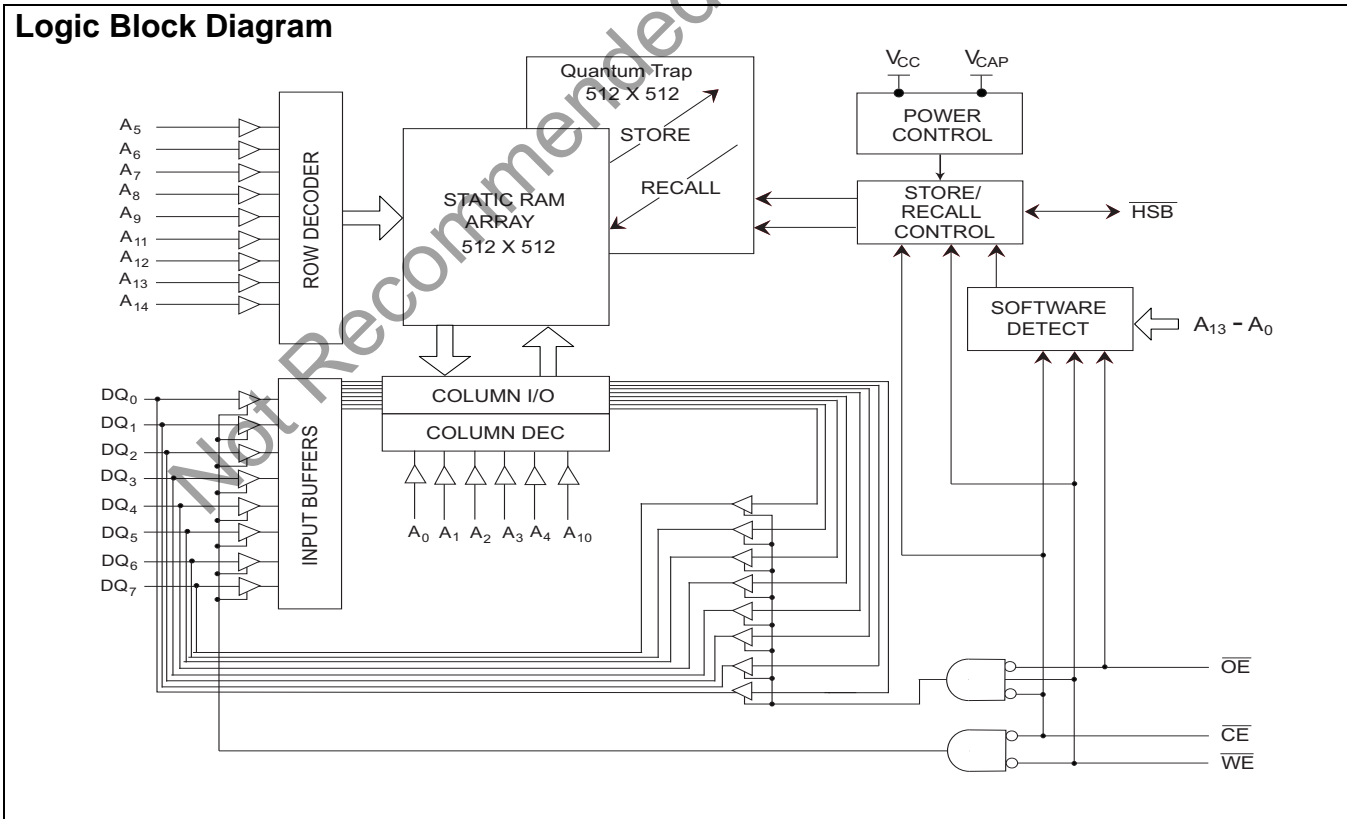 Logic Block Diagram
Not Recommended
Quantum Trap
512 X 512
STORE
RECALL
STATIC RAM
ARRAY
512 X 512
ROW DECODER
A5
A6
A7
A8
A9
A11
A12
A13
A14
VCC
VCAP
POWER
CONTROL
STORE/
RECALL
CONTROL
HSB
SOFTWARE
DETECT
A13 – A0
DQ0
DQ1
DQ2
DQ3
DQ4
DQ5
DQ6
DQ7
INPUT BUFFERS
COLUMN I/O
COLUMN DEC
A0 A1 A2 A3 A4 A10
OE
CE
WE